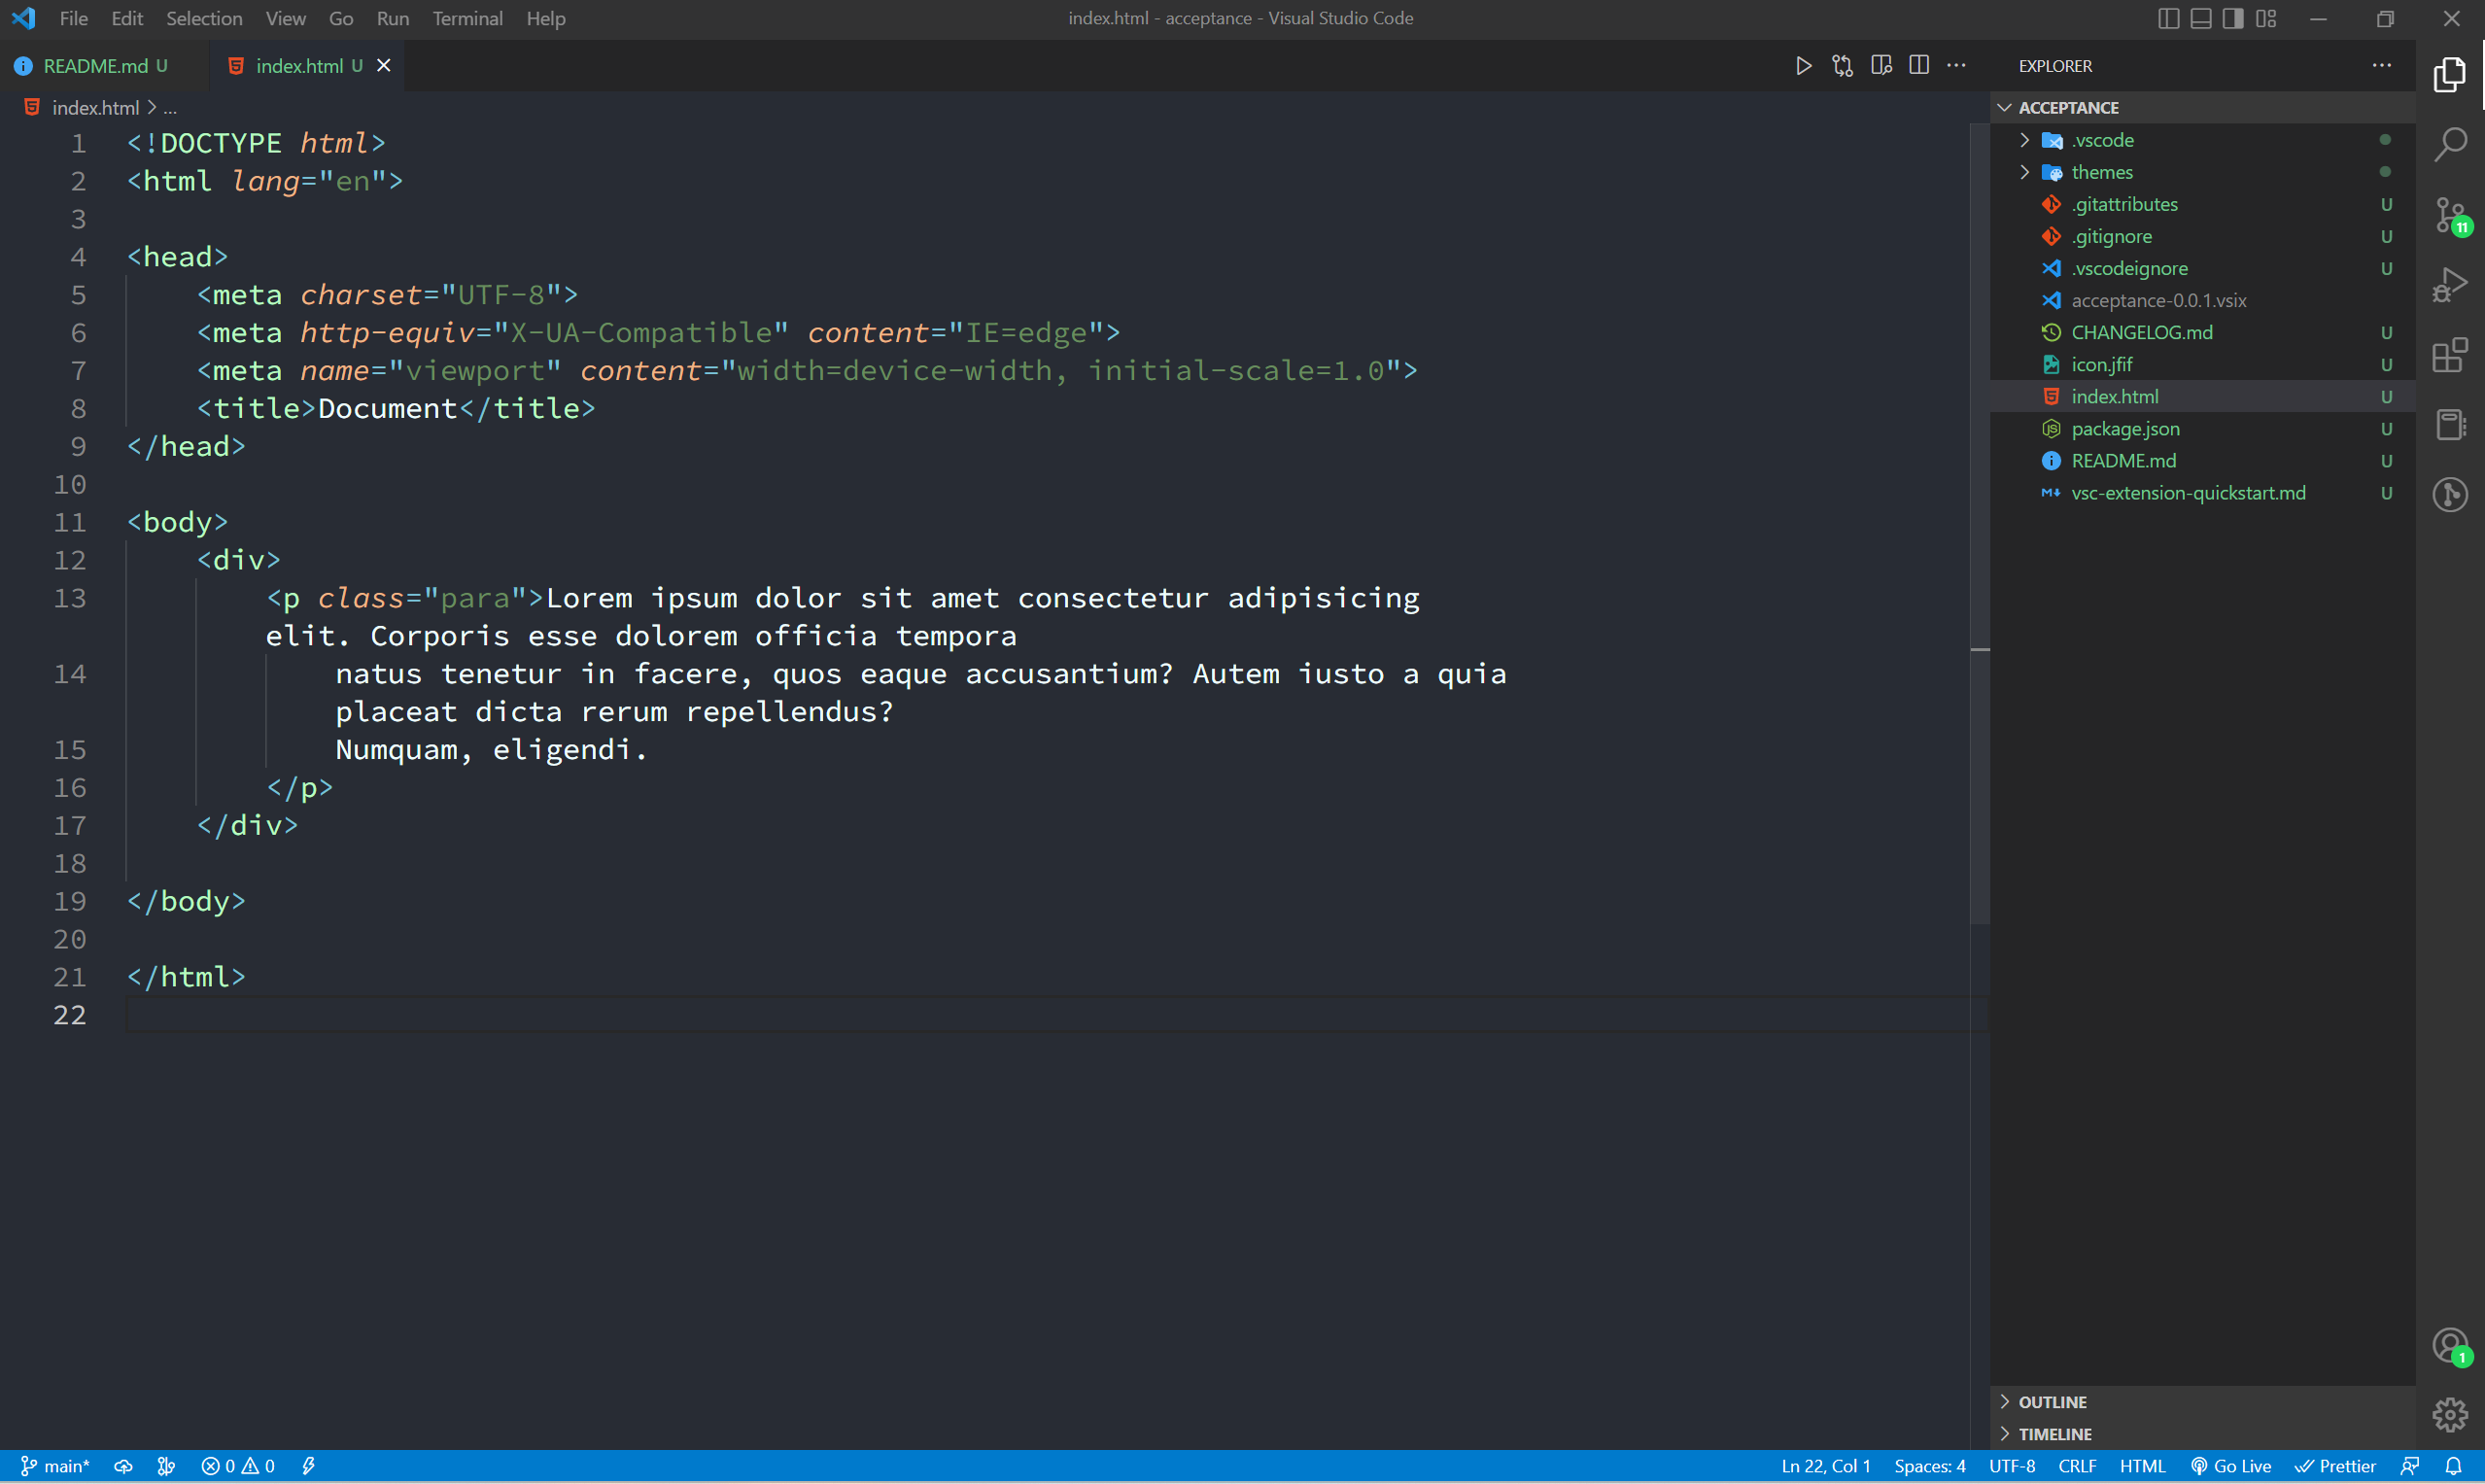 File Edit Selection View Go Run Terminal Help
index.html - acceptance - Visual Studio Code
README.md U
index.html U
index.html > ...
1 <!DOCTYPE html>
2 <html lang="en">
3
4 <head>
5 <meta charset="UTF-8">
6 <meta http-equiv="X-UA-Compatible" content="IE=edge">
7 <meta name="viewport" content="width=device-width, initial-scale=1.0">
8 <title>Document</title>
9 </head>
10
11 <body>
12 <div>
13 <p class="para">Lorem ipsum dolor sit amet consectetur adipisicing
elit. Corporis esse dolorem officia tempora
14 natus tenetur in facere, quos eaque accusantium? Autem iusto a quia
placeat dicta rerum repellendus?
15 Numquam, eligendi.
16 </p>
17 </div>
18
19 </body>
20
21 </html>
22
EXPLORER
ACCEPTANCE
.vscode
themes
.gitattributes U
.gitignore U
.vscodeignore U
acceptance-0.0.1.vsix
CHANGELOG.md U
icon.jfif U
index.html U
package.json U
README.md U
vsc-extension-quickstart.md U
11
1
OUTLINE
TIMELINE
main* 0 0
Ln 22, Col 1 Spaces: 4 UTF-8 CRLF HTML Go Live Prettier